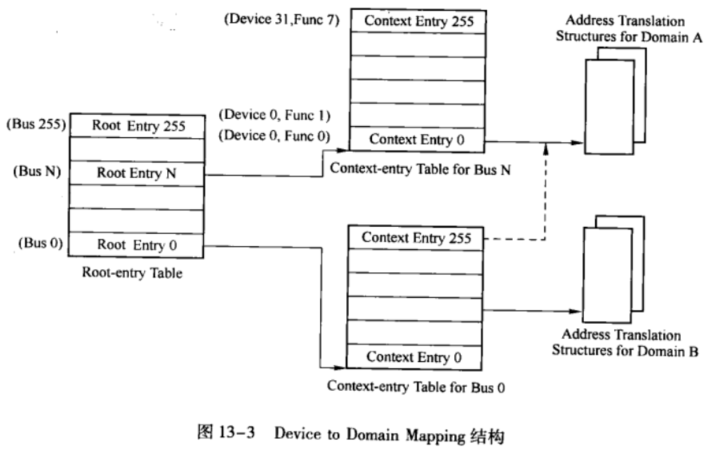 (Device 31,Func 7)
Context Entry 255
Address Translation
Structures for Domain A
(Bus 255)
Root Entry 255
(Device 0, Func 1)
(Device 0, Func 0)
Context Entry 0
(Bus N)
Root Entry N
Context-entry Table for Bus N
(Bus 0)
Root Entry 0
Context Entry 255
Root-entry Table
Address Translation
Structures for Domain B
Context Entry 0
Context-entry Table for Bus 0
图 13-3 Device to Domain Mapping 结构